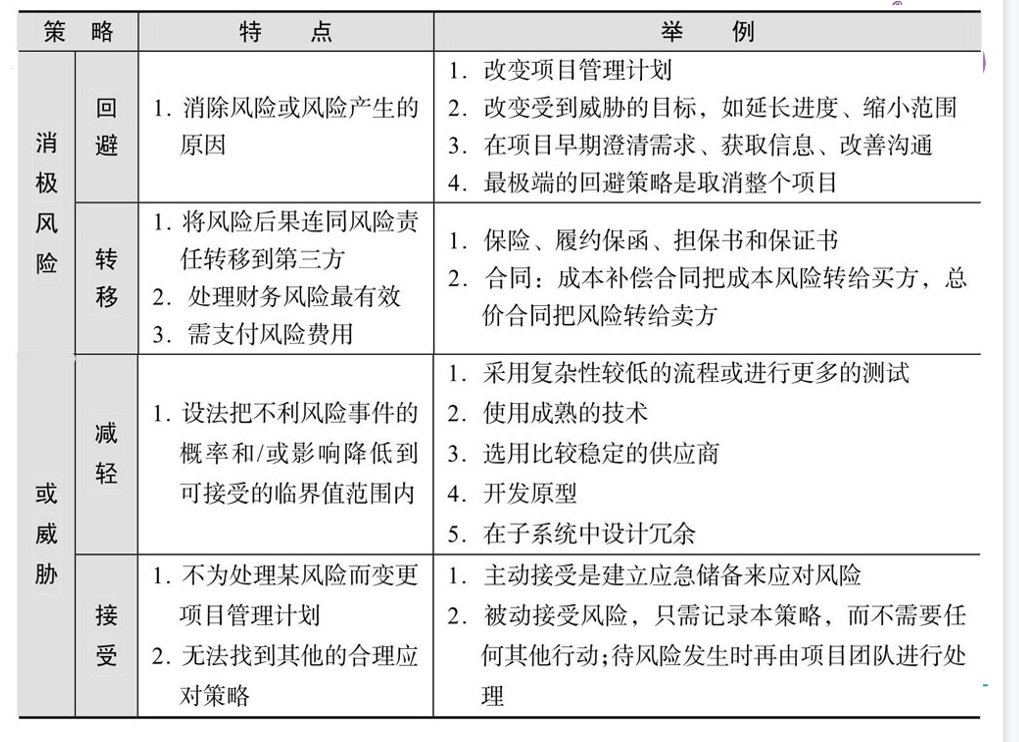 策 略 特 点 举 例
消极风险或威胁
回避
1. 消除风险或风险产生的
原因
1. 改变项目管理计划
2. 改变受到威胁的目标，如延长进度、缩小范围
3. 在项目早期澄清需求、获取信息、改善沟通
4. 最极端的回避策略是取消整个项目
转移
1. 将风险后果连同风险责
任转移到第三方
2. 处理财务风险最有效
3. 需支付风险费用
1. 保险、履约保函、担保书和保证书
2. 合同：成本补偿合同把成本风险转给买方，总
价合同把风险转给卖方
减轻
1. 设法把不利风险事件的
概率和/或影响降低到
可接受的临界值范围内
1. 采用复杂性较低的流程或进行更多的测试
2. 使用成熟的技术
3. 选用比较稳定的供应商
4. 开发原型
5. 在子系统中设计冗余
接受
1. 不为处理某风险而变更
项目管理计划
2. 无法找到其他的合理应
对策略
1. 主动接受是建立应急储备来应对风险
2. 被动接受风险，只需记录本策略，而不需要任
何其他行动；待风险发生时再由项目团队进行处
理